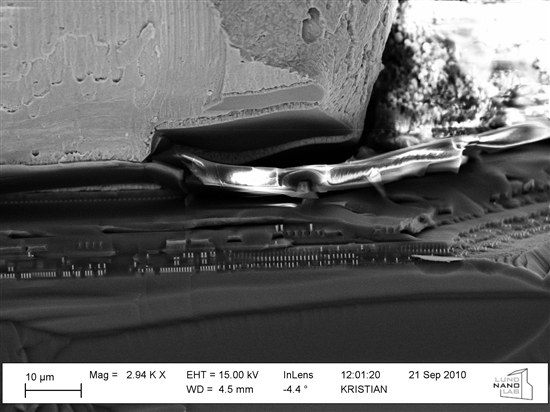 10 µm
Mag = 2.94 K X
EHT = 15.00 kV
WD = 4.5 mm
InLens
-4.4 °
12:01:20
KRISTIAN
21 Sep 2010
LUND
NANO
LAB